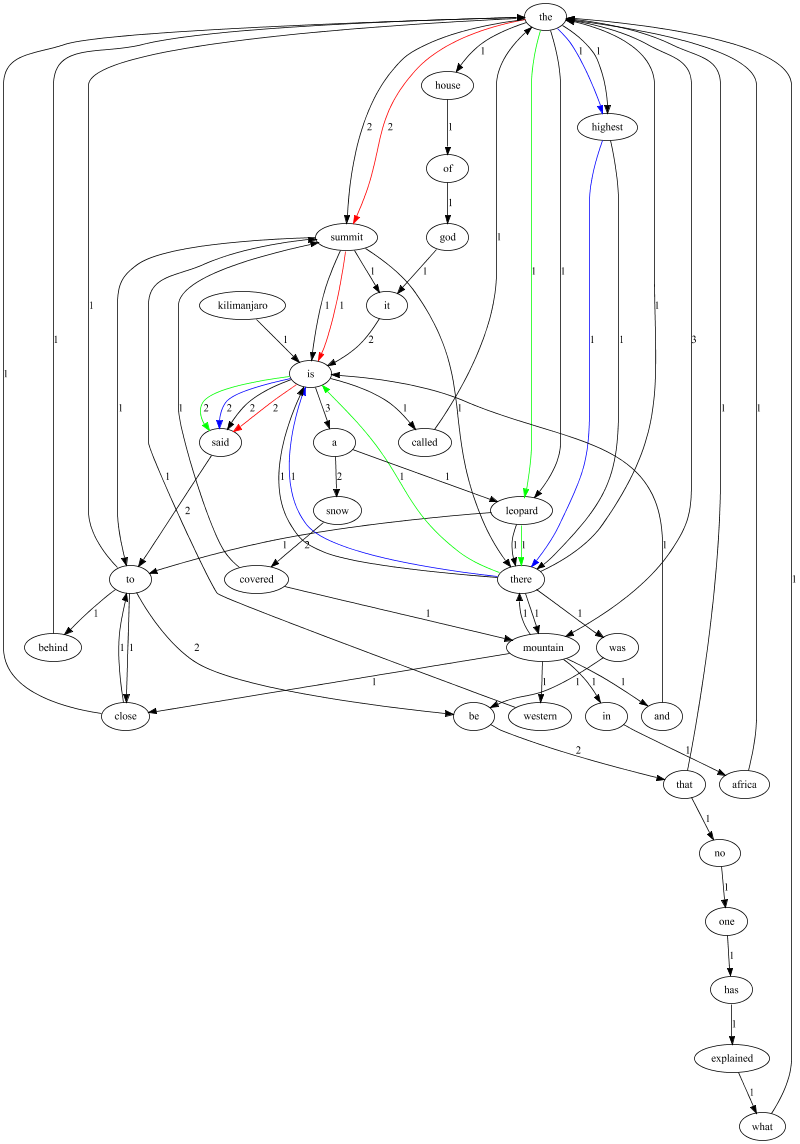 the
1 1 1
house
2 2 1
highest
of
1
summit god
1 1 1 1 1 1 1
kilimanjaro it
1 1 1 2 1 1 1 3
is
2 2 2 2 3 1
said a called
1 1 2 1 1
snow leopard
2 1 2 1 1
to covered there
1 1 1 1 1 1 1
behind mountain was
2 1 1 1 1 1
close be western in and
2 1
that africa
1
no
1
one
1
has
1
explained
1
what